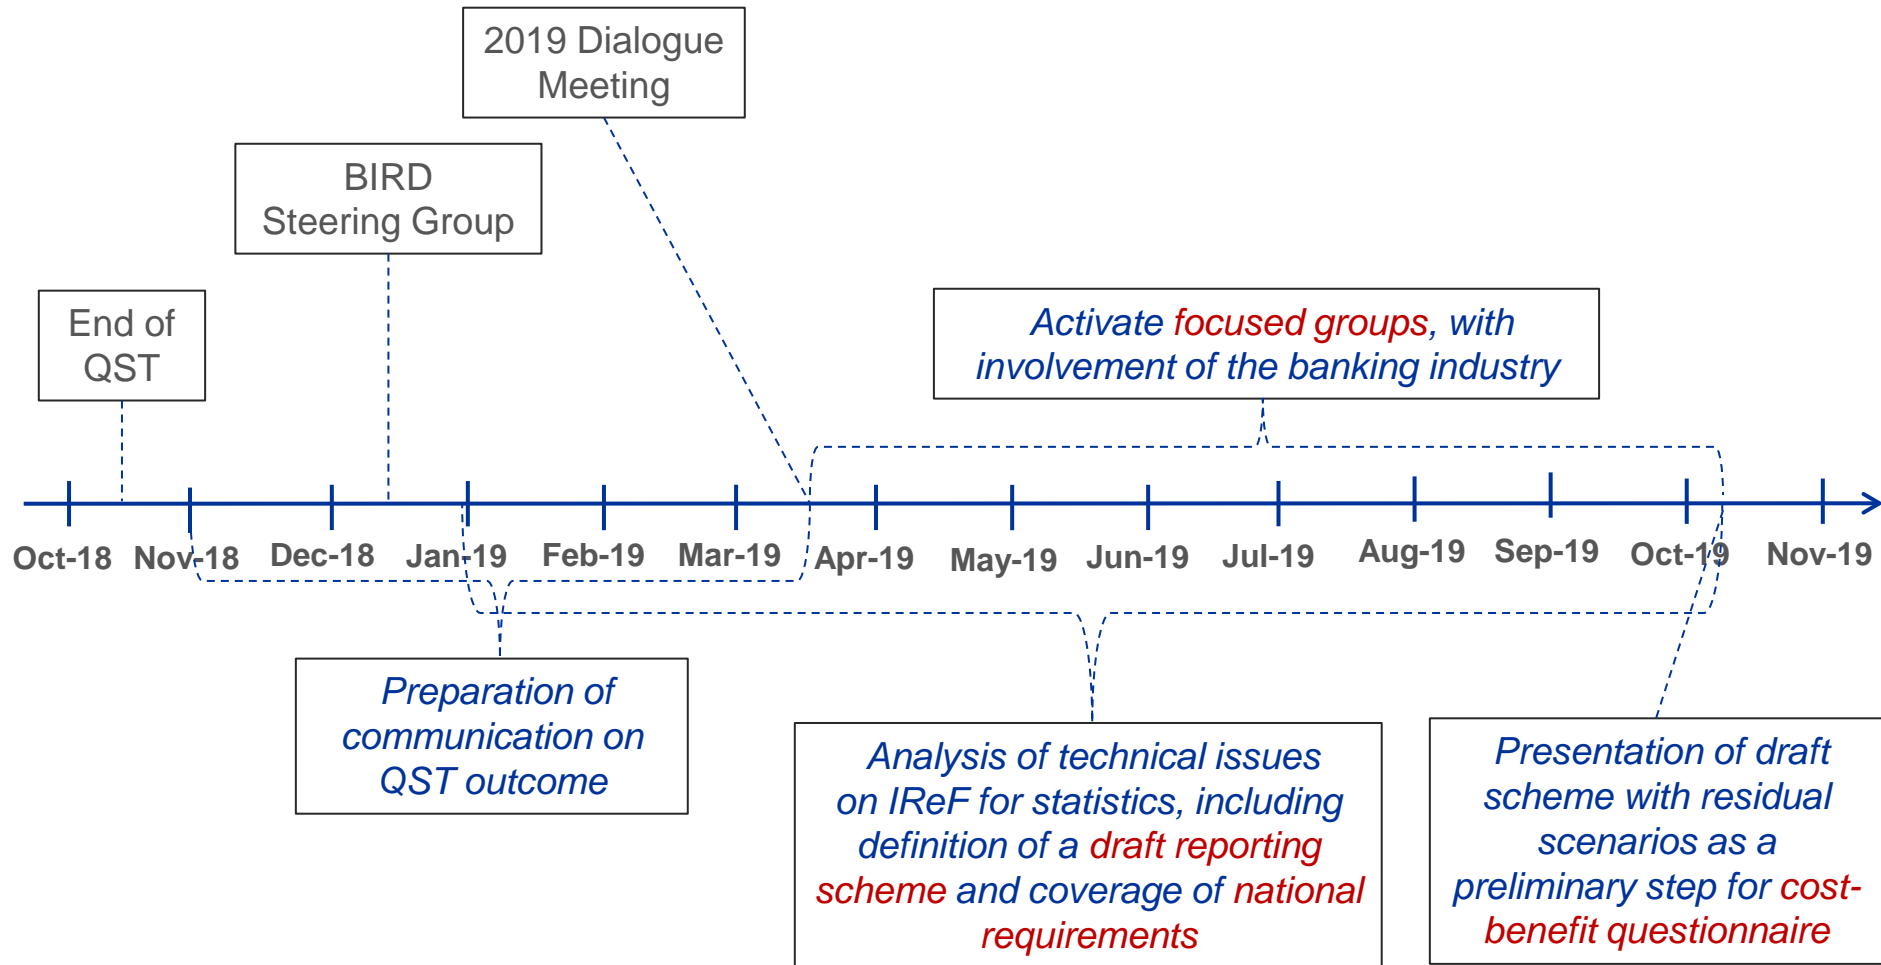 2019 Dialogue
Meeting
BIRD
Steering Group
End of
QST
Activate focused groups, with
involvement of the banking industry
Oct-18
Nov-18
Dec-18
Jan-19
Feb-19
Mar-19
Apr-19
May-19
Jun-19
Jul-19
Aug-19
Sep-19
Oct-19
Nov-19
Preparation of
communication on
QST outcome
Analysis of technical issues
on IReF for statistics, including
definition of a draft reporting
scheme and coverage of national
requirements
Presentation of draft
scheme with residual
scenarios as a
preliminary step for cost-
benefit questionnaire